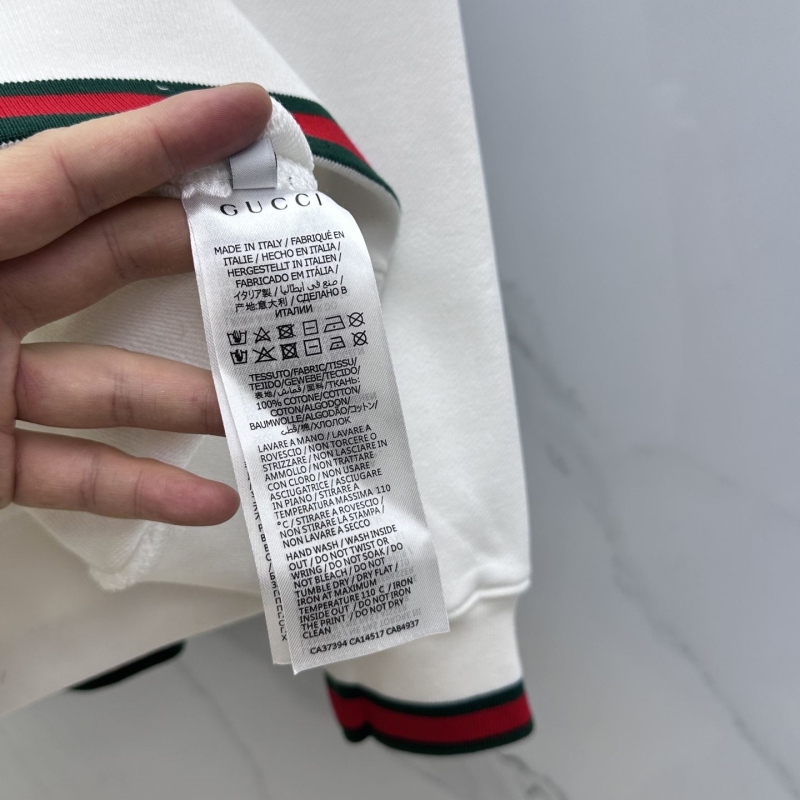 GUCCI
MADE IN ITALY / FABRIQUÉ EN
ITALIE / HECHO EN ITALIA /
HERGESTELLT IN ITALIEN /
FABRICADO EM ITÁLIA /
イタリア製 / صنع في ايطاليا /
产地:意大利 / СДЕЛАНО В
ИТАЛИИ
TESSUTO/FABRIC/TISSU/
TEJIDO/GEWEBE/TECIDO/
表地/قماش/面料/ТКАНЬ:
100% COTONE/COTTON/
COTON/ALGODON/
BAUMWOLLE/ALGODÃO/コットン/
قطن/棉/ХЛОПОК
LAVARE A MANO / LAVARE A
ROVESCIO / NON TORCERE O
STRIZZARE / NON LASCIARE IN
AMMOLLO / NON TRATTARE
CON CLORO / NON USARE
ASCIUGATRICE / ASCIUGARE
IN PIANO / STIRARE A
TEMPERATURA MASSIMA 110
°C / STIRARE A ROVESCIO /
NON STIRARE LA STAMPA /
NON LAVARE A SECCO
HAND WASH / WASH INSIDE
OUT / DO NOT TWIST OR
WRING / DO NOT SOAK / DO
NOT BLEACH / DO NOT
TUMBLE DRY / DRY FLAT /
IRON AT MAXIMUM
TEMPERATURE 110 C / IRON
INSIDE OUT / DO NOT IRON
THE PRINT / DO NOT DRY
CLEAN
CA37394 CA14517 CA84937